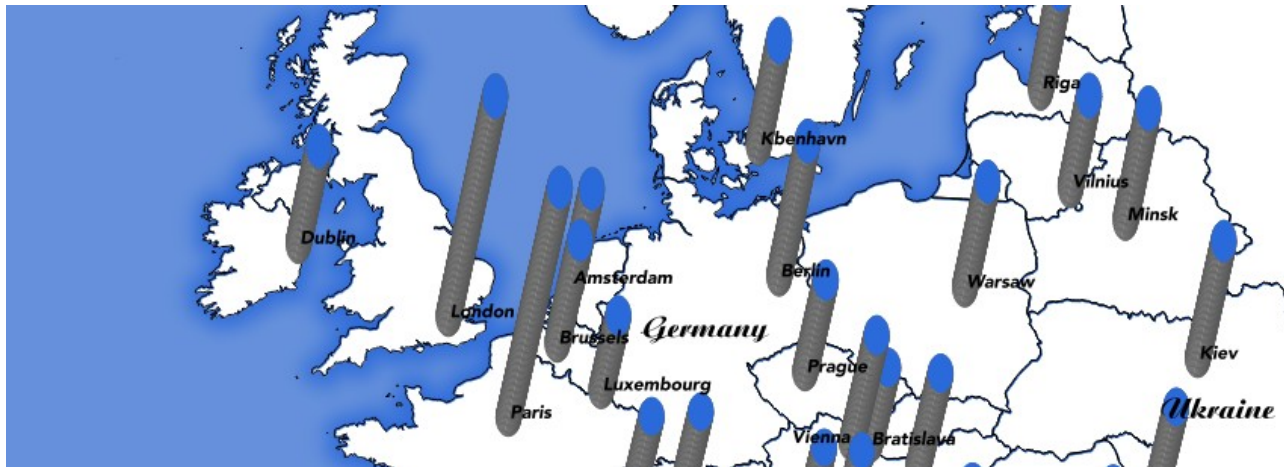 Riga
Kbenhavn
Vilnius
Minsk
Dublin
Berlin
Amsterdam
Warsaw
London
Germany
Brussels
Kiev
Prague
Luxembourg
Paris
Ukraine
Vienna
Bratislava